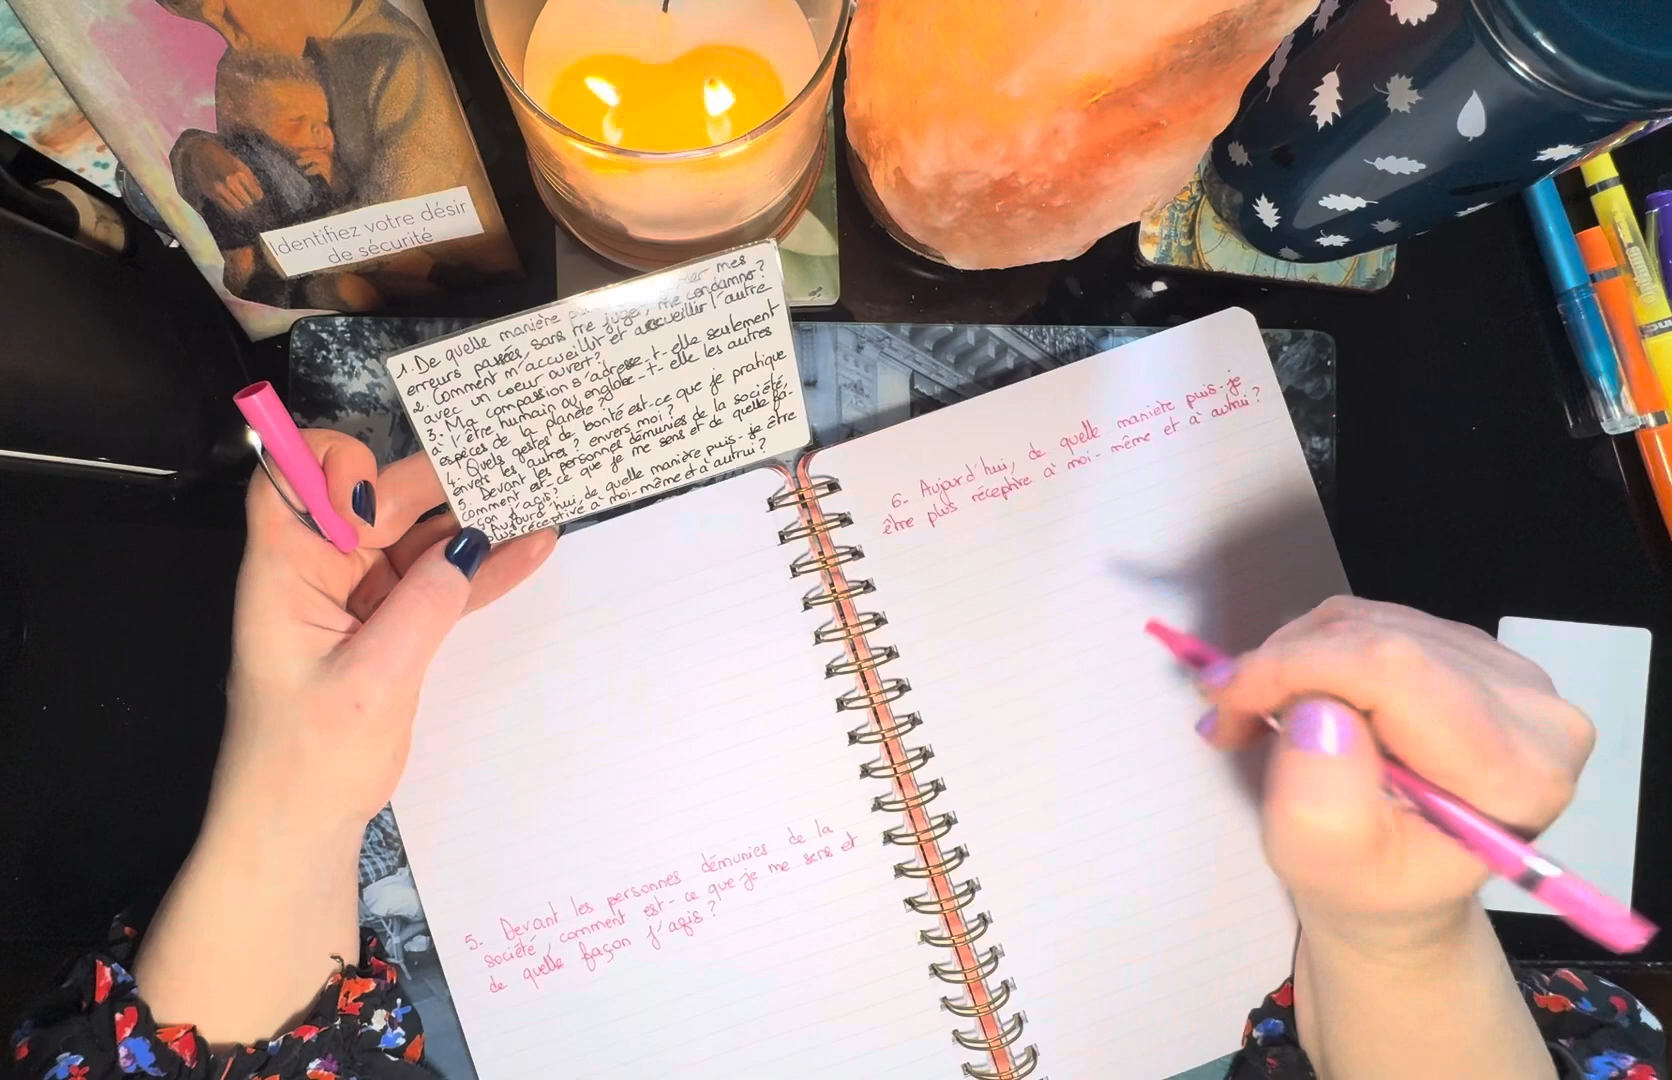 Identifiez votre désir
de sécurité
1. De quelle manière mes
erreurs passées, sans me juger, me condamner?
2. Comment m'accueillir et accueillir l'autre
avec un coeur ouvert?
3. Ma compassion s'adresse-t-elle seulement
à l'être humain ou englobe-t-elle les autres
espèces de la planète?
4. Quels gestes de bonité est-ce que je pratique
envers les autres? envers moi?
5. Devant les personnes démunies de la société,
comment est-ce que je me sens et de quelle fa-
çon j'agis?
Aujourd'hui, de quelle manière puis-je être
plus réceptive à moi-même et à autrui?
5. Devant les personnes démunies de la
société, comment est-ce que je me sens et
de quelle façon j'agis?
6- Aujourd'hui, de quelle manière puis-je
être plus réceptive à moi-même et à autrui?